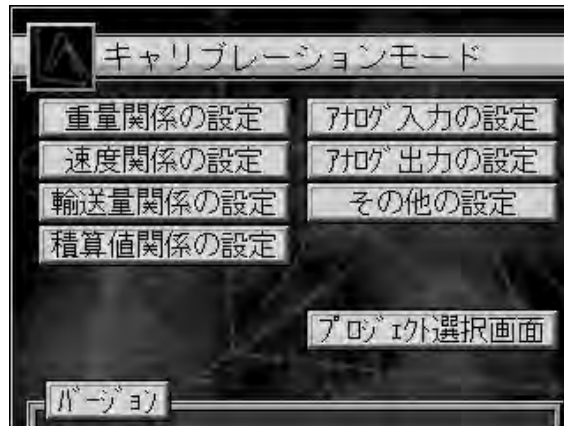 キャリブレーションモード
重量関係の設定
アナログ入力の設定
速度関係の設定
アナログ出力の設定
輸送量関係の設定
その他の設定
積算値関係の設定
プロジェクト選択画面
バージョン